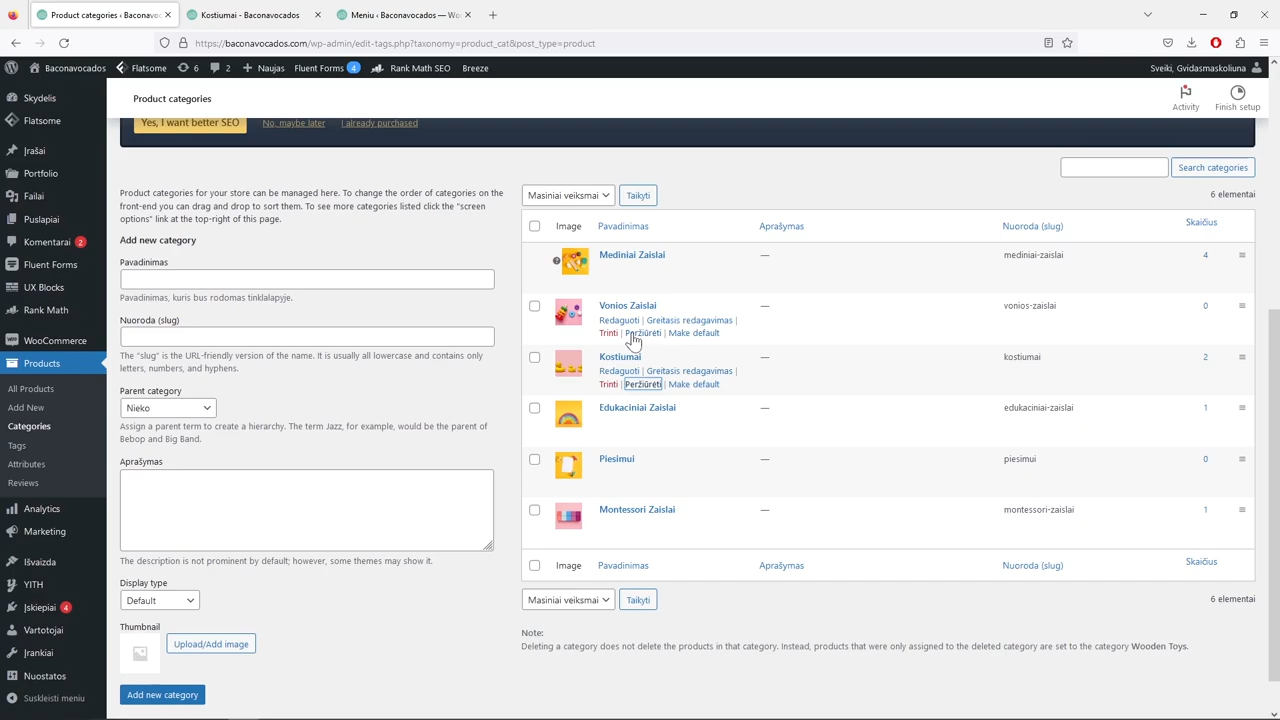 Product categories ‹ Baconavoc
Kostiumai - Baconavocados
Meniu ‹ Baconavocados — Woo
https://baconavocados.com/wp-admin/edit-tags.php?taxonomy=product_cat&post_type=product
Baconavocados
Flatsome
6
2
Naujas
Fluent Forms 4
Rank Math SEO
Breeze
Sveiki, Gvidasmaskoliuna
Skydelis
Flatsome
Įrašai
Portfolio
Failai
Puslapiai
Komentarai 2
Fluent Forms
UX Blocks
Rank Math
WooCommerce
Products
All Products
Add New
Categories
Tags
Attributes
Reviews
Analytics
Marketing
Išvaizda
YITH
Įskiepiai 4
Vartotojai
Įrankiai
Nuostatos
Suskleisti meniu
Product categories
Activity
Finish setup
Yes, I want better SEO
No, maybe later
I already purchased
Search categories
Product categories for your store can be managed here. To change the order of categories on the
front-end you can drag and drop to sort them. To see more categories listed click the "screen
options" link at the top-right of this page.
Add new category
Pavadinimas
Pavadinimas, kuris bus rodomas tinklalapyje.
Nuoroda (slug)
The "slug" is the URL-friendly version of the name. It is usually all lowercase and contains only
letters, numbers, and hyphens.
Parent category
Nieko
Assign a parent term to create a hierarchy. The term Jazz, for example, would be the parent of
Bebop and Big Band.
Aprašymas
The description is not prominent by default; however, some themes may show it.
Display type
Default
Thumbnail
Upload/Add image
Add new category
Masiniai veiksmai
Taikyti
6 elementai
Image Pavadinimas Aprašymas Nuoroda (slug) Skaičius
Mediniai Zaislai — mediniai-zaislai 4
Vonios Zaislai — vonios-zaislai 0
Redaguoti | Greitasis redagavimas |
Trinti | Peržiūrėti | Make default
Kostiumai — kostiumai 2
Redaguoti | Greitasis redagavimas |
Trinti | Peržiūrėti | Make default
Edukaciniai Zaislai — edukaciniai-zaislai 1
Piesimui — piesimui 0
Montessori Zaislai — montessori-zaislai 1
Image Pavadinimas Aprašymas Nuoroda (slug) Skaičius
Masiniai veiksmai
Taikyti
6 elementai
Note:
Deleting a category does not delete the products in that category. Instead, products that were only assigned to the deleted category are set to the category Wooden Toys.